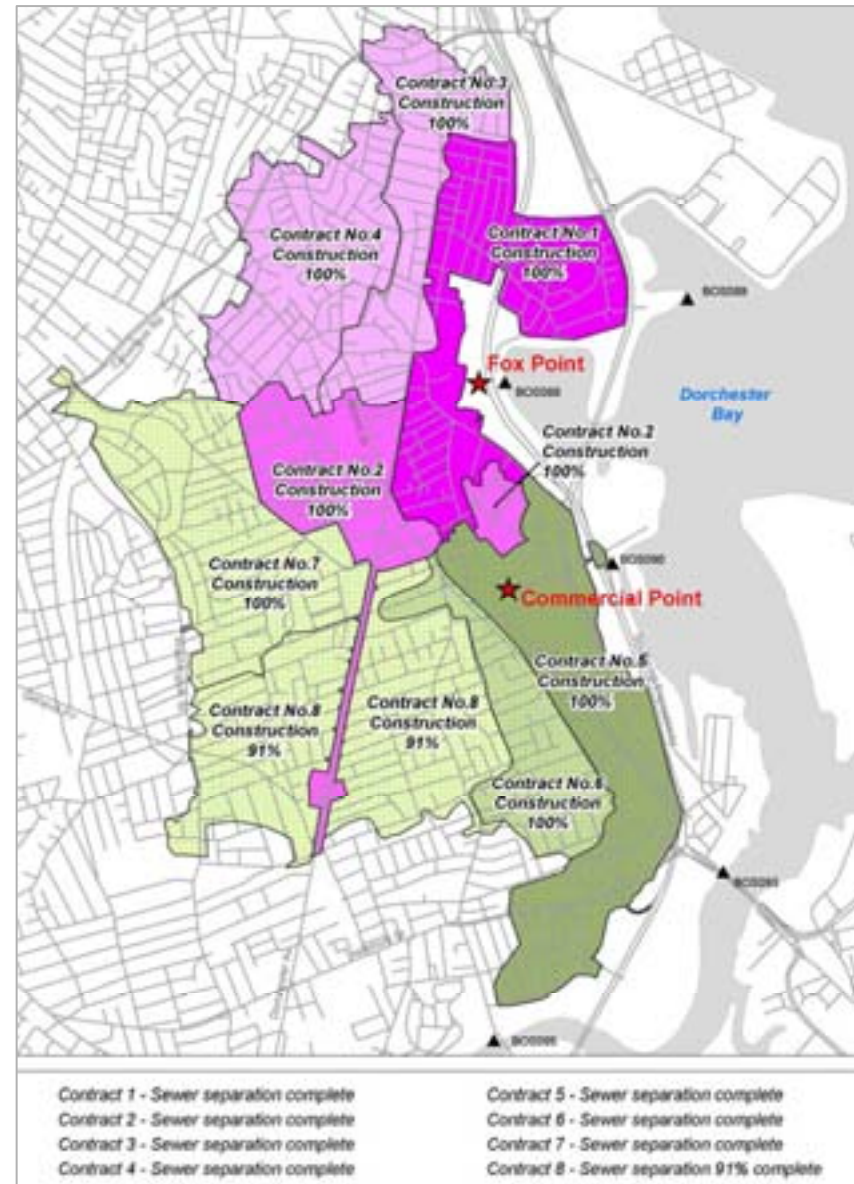 Contract No.3
Construction
100%
Contract No.4
Construction
100%
Contract No.1
Construction
100%
Fox Point
Dorchester
Bay
Contract No.2
Construction
100%
Contract No.2
Construction
100%
Contract No.7
Construction
100%
Commercial Point
Contract No.5
Construction
100%
Contract No.8
Construction
91%
Contract No.8
Construction
91%
Contract No.6
Construction
100%
Contract 1 - Sewer separation complete
Contract 2 - Sewer separation complete
Contract 3 - Sewer separation complete
Contract 4 - Sewer separation complete
Contract 5 - Sewer separation complete
Contract 6 - Sewer separation complete
Contract 7 - Sewer separation complete
Contract 8 - Sewer separation 91% complete